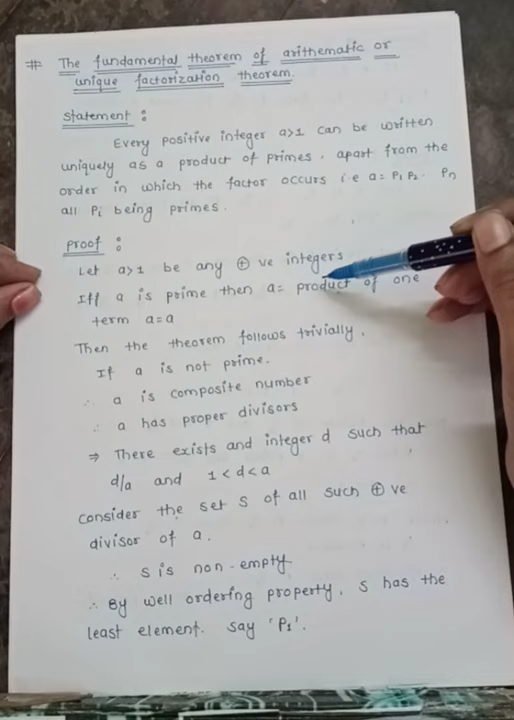 # The fundamental theorem of arithematic or
unique factorization theorem.
Statement :
Every positive integer a>1 can be written
uniquely as a product of primes, apart from the
order in which the factor occurs i.e a = P₁ P₂. Pn
all Pi being primes.
Proof :
Let a>1 be any ⊕ ve integers
Iff a is prime then a = product of one
term a=a
Then the theorem follows trivially.
If a is not prime.
∴ a is composite number
∴ a has proper divisors
⇒ There exists and integer d such that
d/a and 1<d<a
Consider the set S of all such ⊕ ve
divisor of a.
∴ S is non-empty
∴ By well ordering property, S has the
least element. Say 'P₁'.